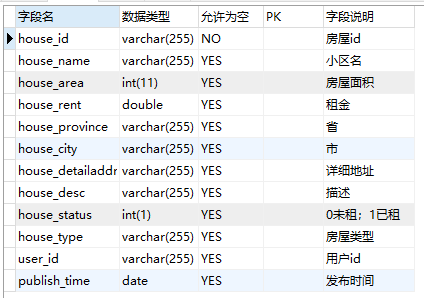 字段名 数据类型 允许为空 PK 字段说明
house_id varchar(255) NO 房屋id
house_name varchar(255) YES 小区名
house_area int(11) YES 房屋面积
house_rent double YES 租金
house_province varchar(255) YES 省
house_city varchar(255) YES 市
house_detailaddr varchar(255) YES 详细地址
house_desc varchar(255) YES 描述
house_status int(1) YES 0未租；1已租
house_type varchar(255) YES 房屋类型
user_id varchar(255) YES 用户id
publish_time date YES 发布时间